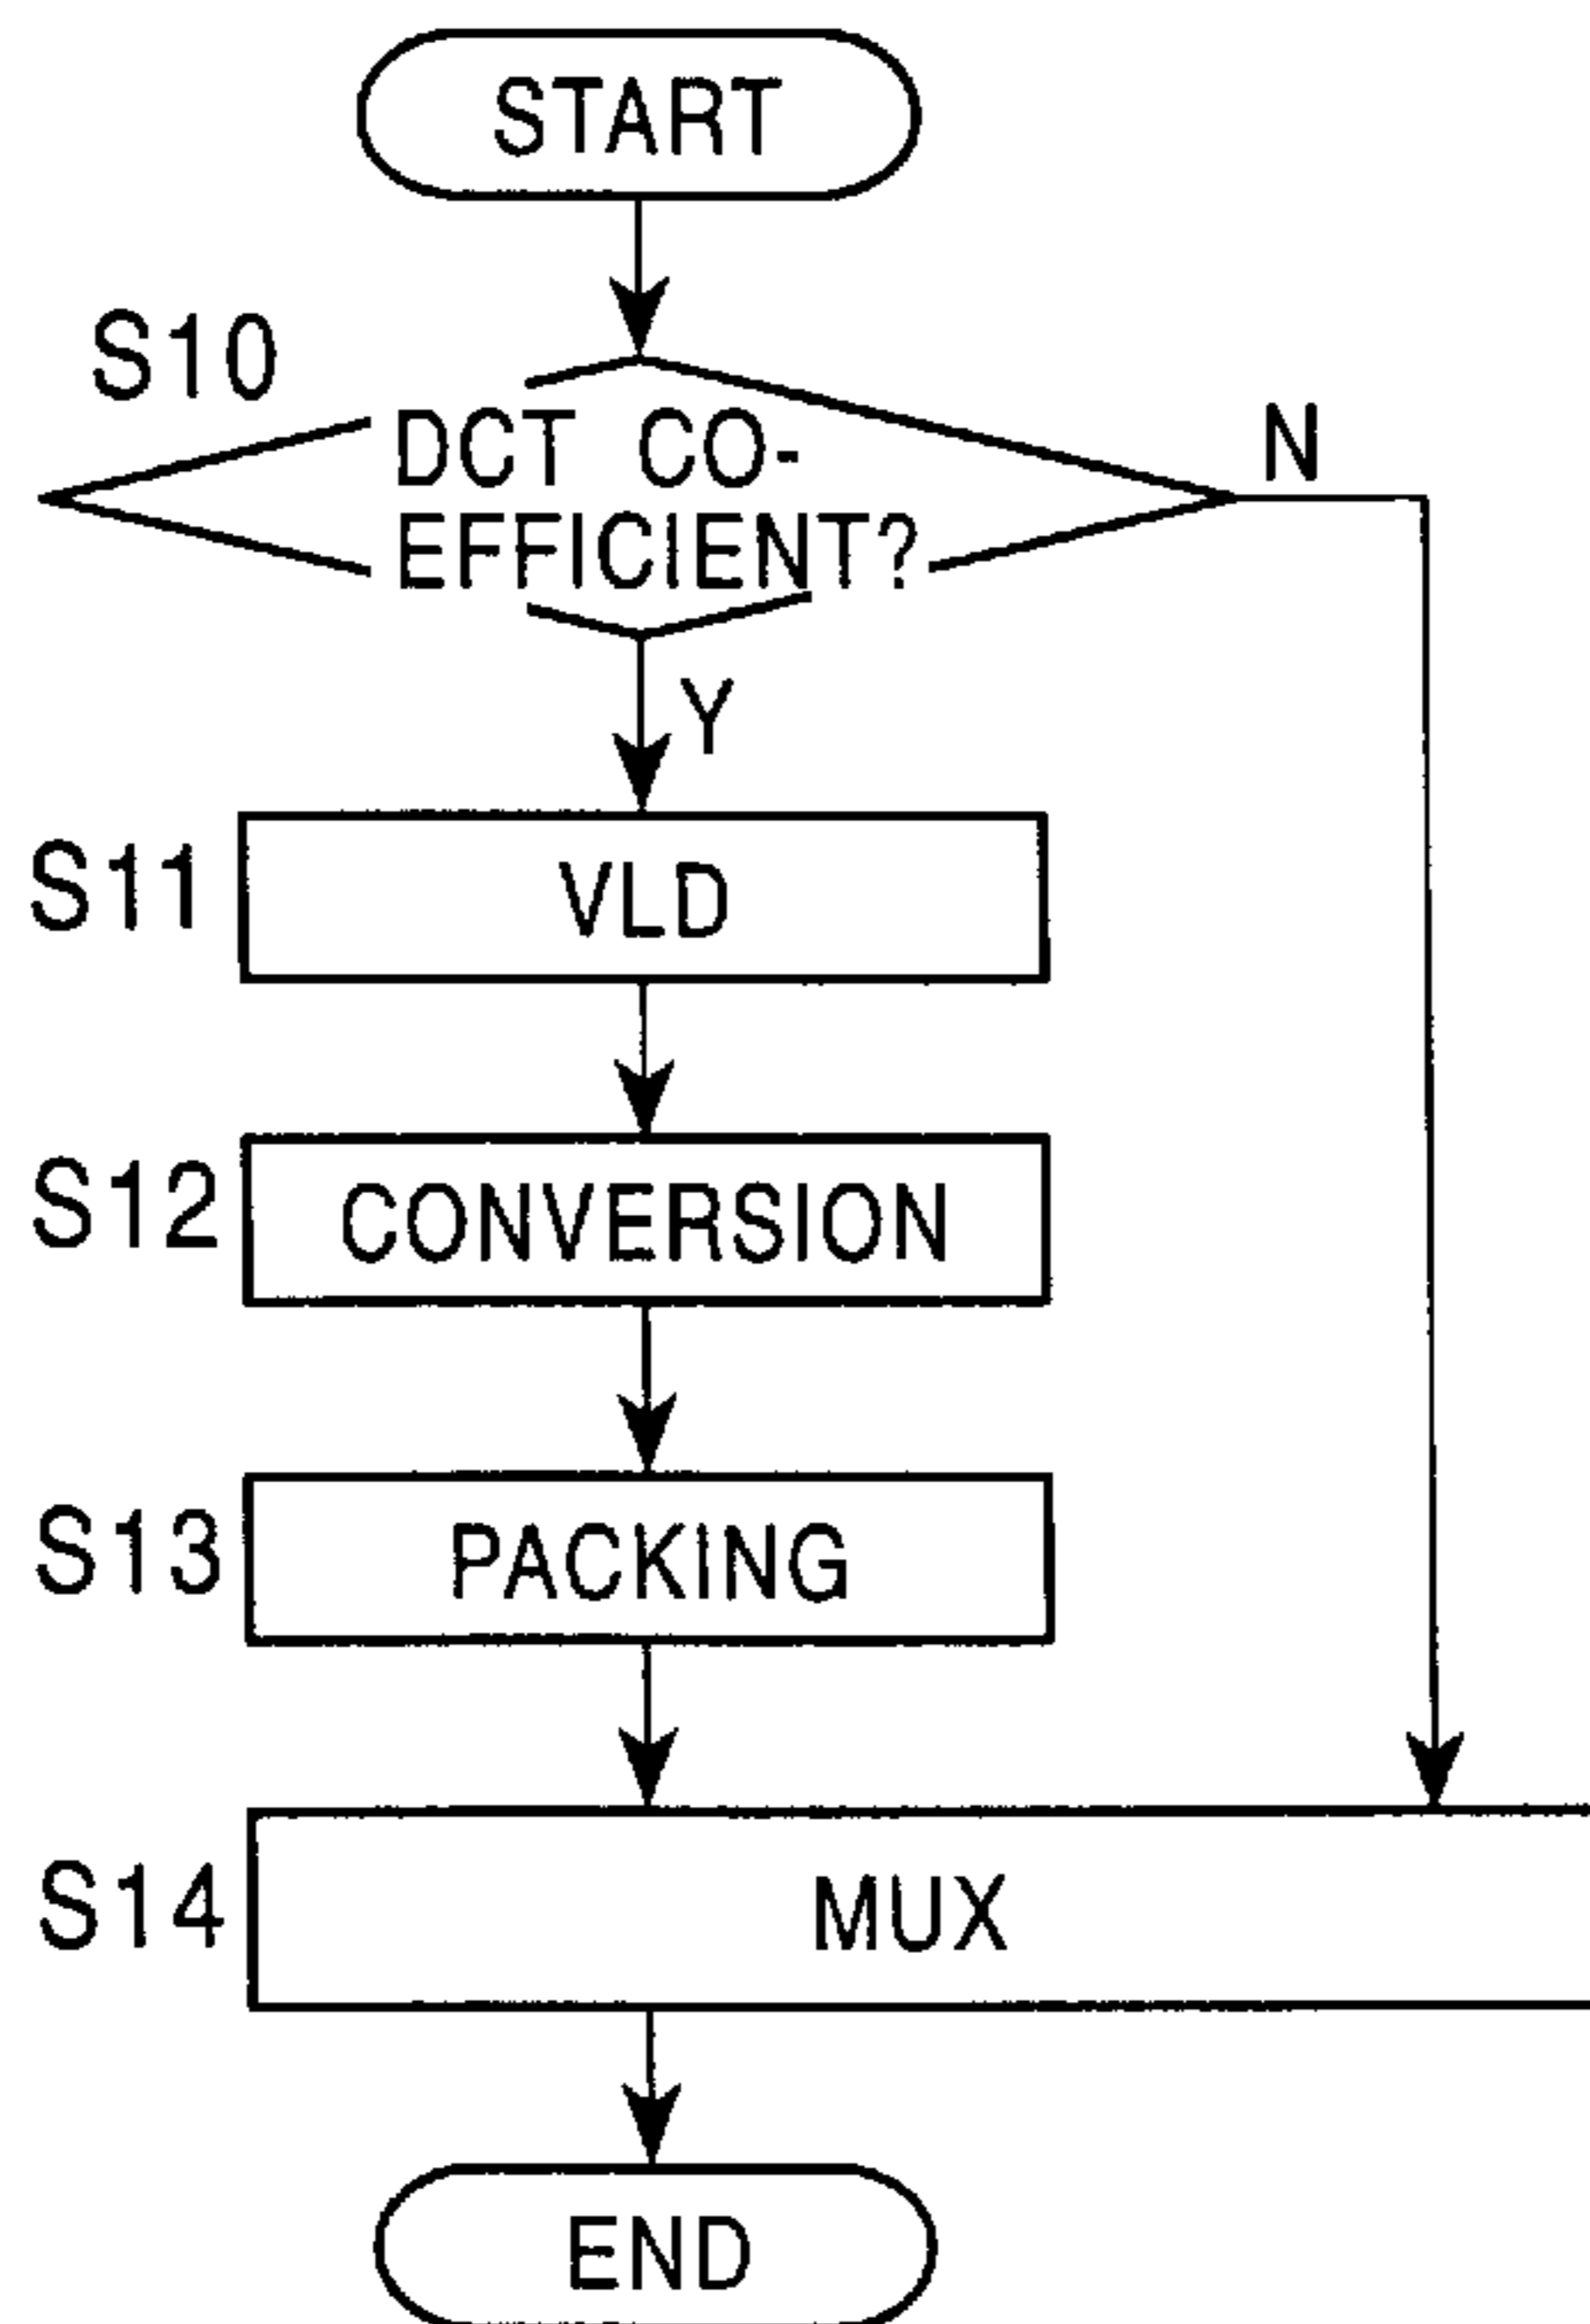 START
S10
DCT CO-
EFFICIENT?
N
Y
S11
VLD
S12
CONVERSION
S13
PACKING
S14
MUX
END